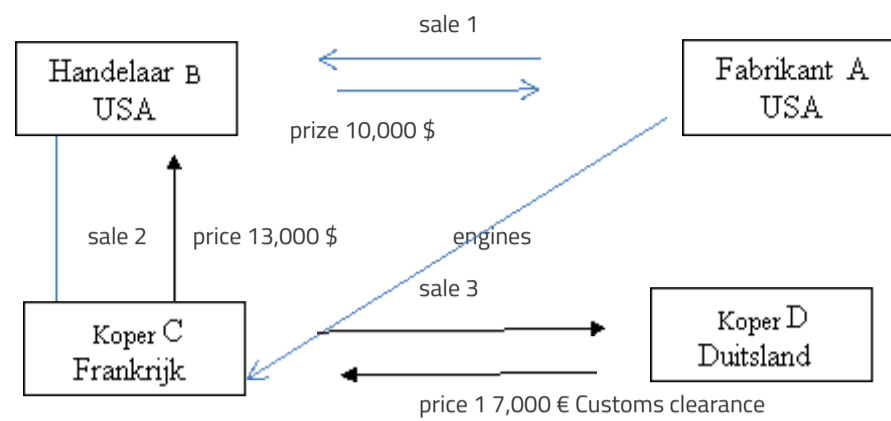 sale 1
Handelaar B
USA
Fabrikant A
USA
prize 10,000 $
sale 2
price 13,000 $
engines
sale 3
Koper C
Frankrijk
Koper D
Duitsland
price 1 7,000 € Customs clearance